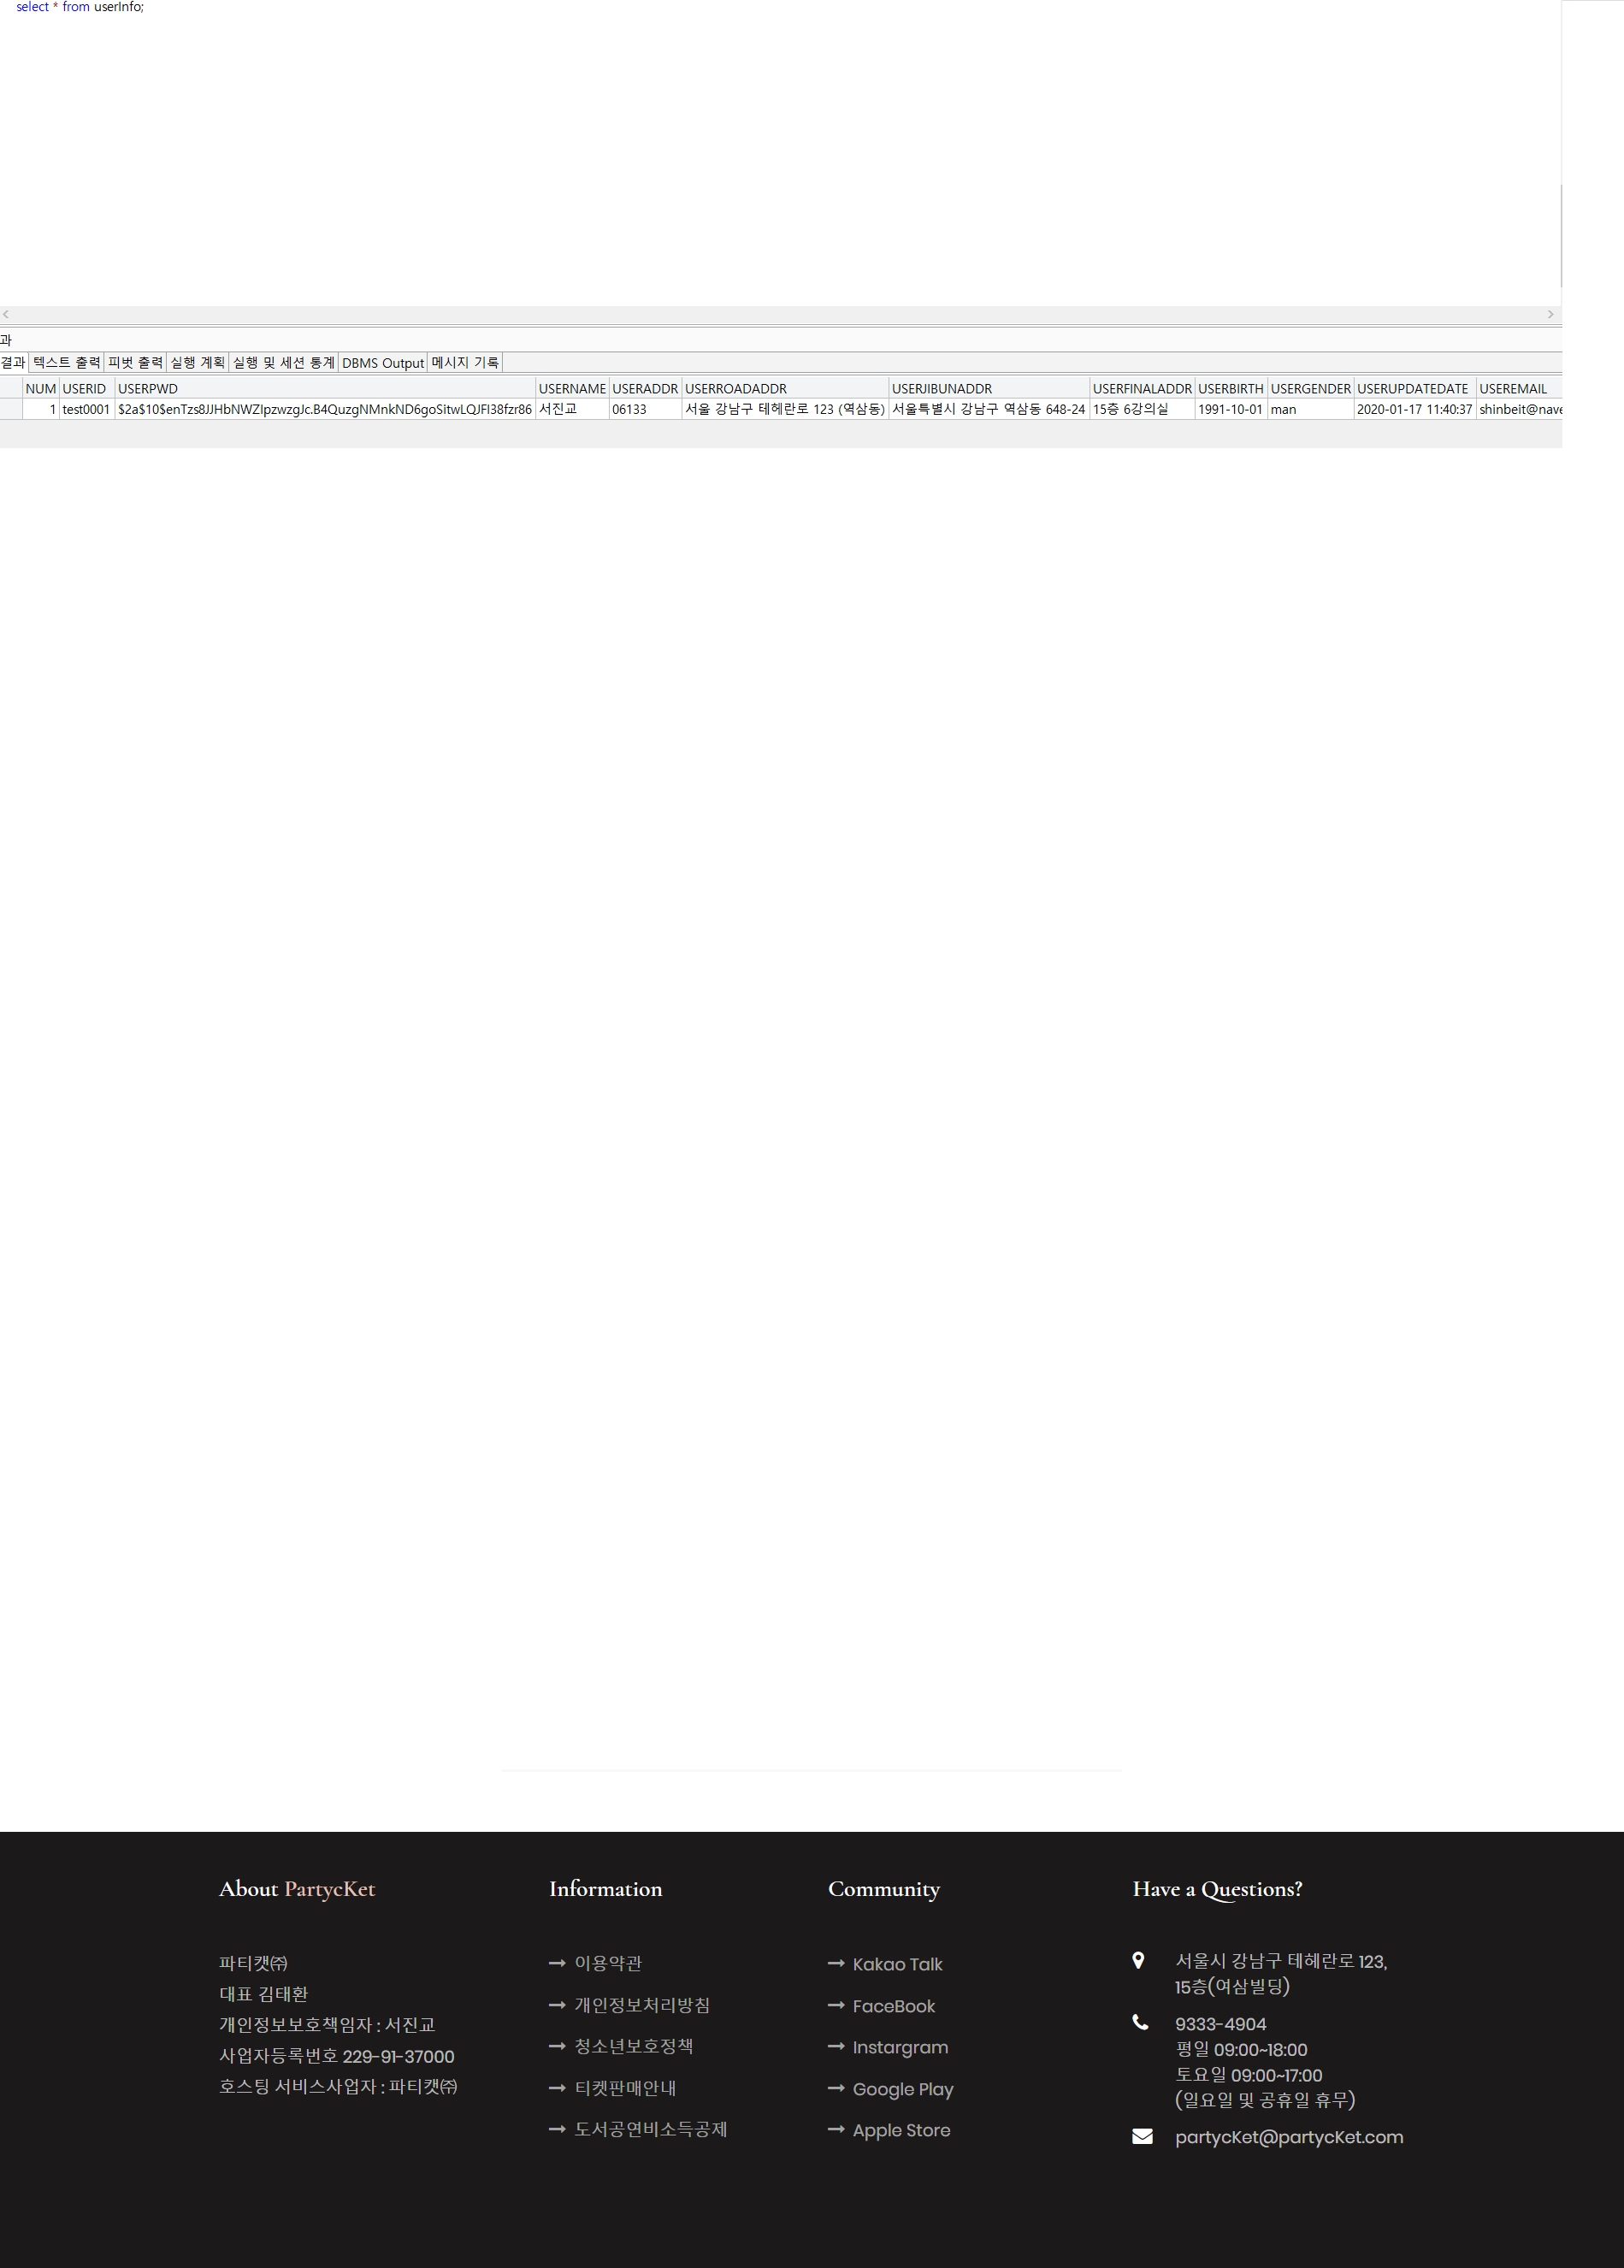 select * from userInfo;
과
결과 텍스트 출력 피벗 출력 실행 계획 실행 및 세션 통계 DBMS Output 메시지 기록
NUM USERID USERPWD USERNAME USERADDR USERROADADDR USERJIBUNADDR USERFINALADDR USERBIRTH USERGENDER USERUPDATEDATE USEREMAIL
1 test0001 $2a$10$enTzs8JJHbNWZIpzwzgJc.B4QuzgNMnkND6goSitwLQJFI38fzr86 서진교 06133 서울 강남구 테헤란로 123 (역삼동) 서울특별시 강남구 역삼동 648-24 15층 6강의실 1991-10-01 man 2020-01-17 11:40:37 shinbeit@nave
About PartycKet
파티캣㈜
대표 김태환
개인정보보호책임자 : 서진교
사업자등록번호 229-91-37000
호스팅 서비스사업자 : 파티캣㈜
Information
이용약관
개인정보처리방침
청소년보호정책
티켓판매안내
도서공연비소득공제
Community
Kakao Talk
FaceBook
Instargram
Google Play
Apple Store
Have a Questions?
서울시 강남구 테헤란로 123,
15층(여삼빌딩)
9333-4904
평일 09:00~18:00
토요일 09:00~17:00
(일요일 및 공휴일 휴무)
partycKet@partycKet.com